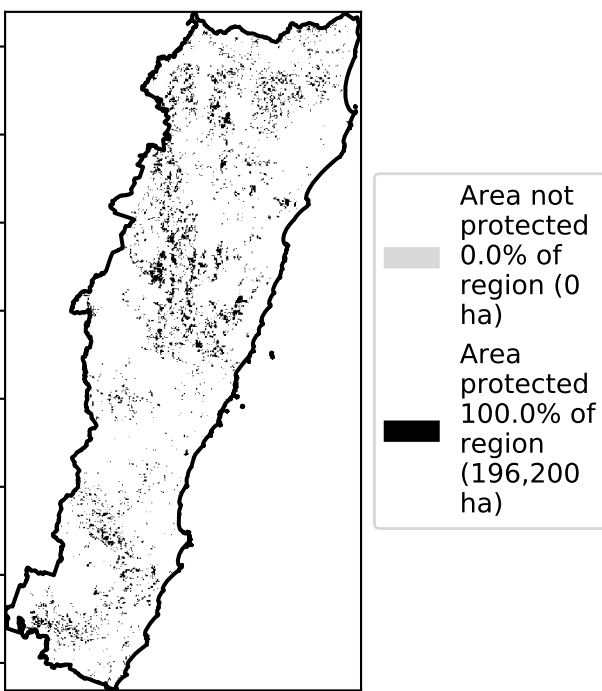 Area not
protected
0.0% of
region (0
ha)
Area
protected
100.0% of
region
(196,200
ha)